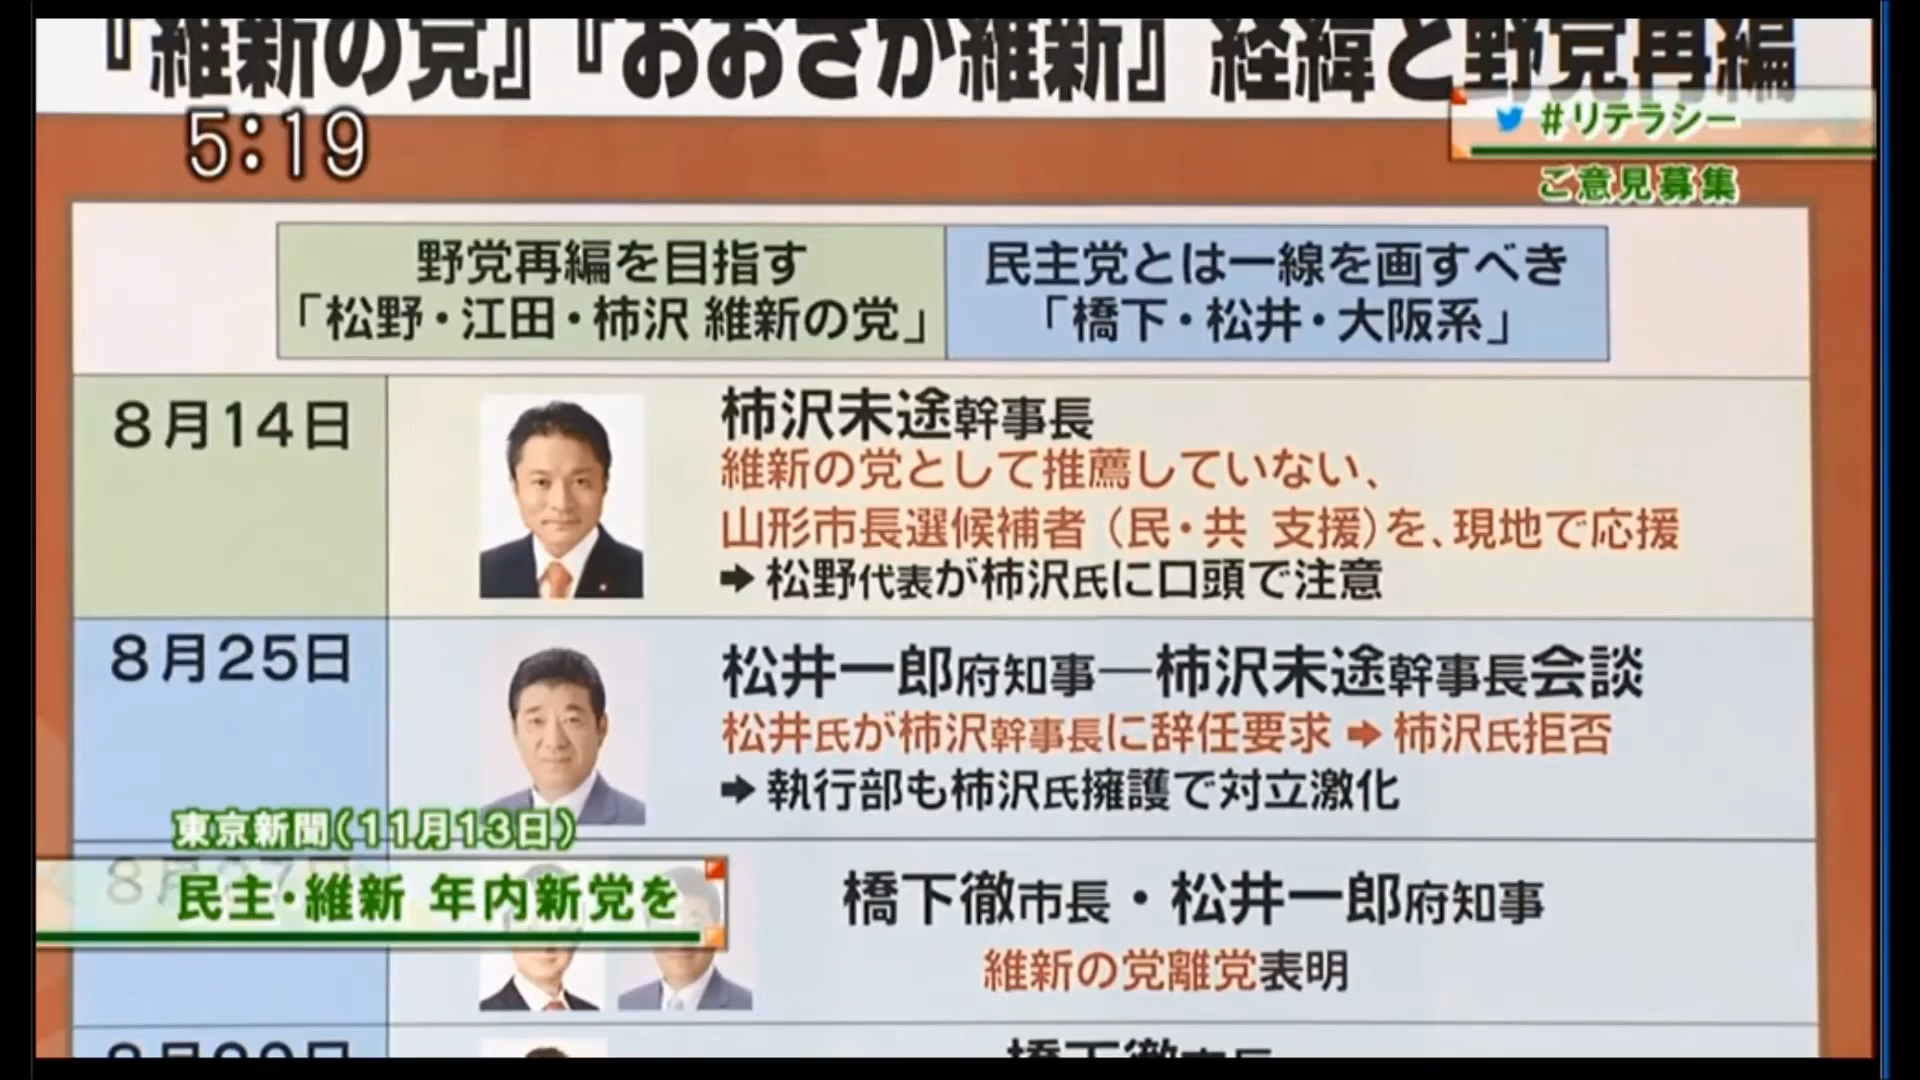 『維新の党』『おおさか維新』経緯と野党再編
5:19
#リテラシー
ご意見募集
野党再編を目指す
「松野・江田・柿沢 維新の党」
民主党とは一線を画すべき
「橋下・松井・大阪系」
8月14日
柿沢未途幹事長
維新の党として推薦していない、
山形市長選候補者(民・共 支援)を、現地で応援
➡松野代表が柿沢氏に口頭で注意
8月25日
松井一郎府知事―柿沢未途幹事長会談
松井氏が柿沢幹事長に辞任要求➡柿沢氏拒否
➡執行部も柿沢氏擁護で対立激化
東京新聞(11月13日)
民主・維新 年内新党を
8月27日
橋下徹市長・松井一郎府知事
維新の党離党表明
橋下徹市長